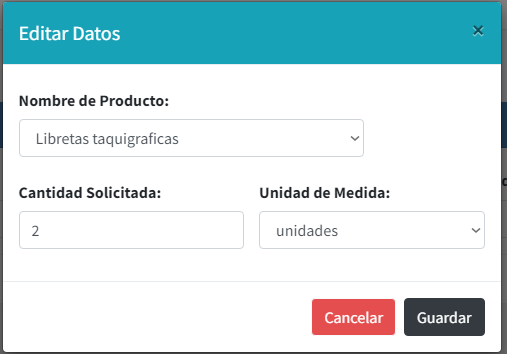 Editar Datos ×
Nombre de Producto:
Libretas taquigraficas
Cantidad Solicitada: Unidad de Medida:
2 unidades
Cancelar Guardar